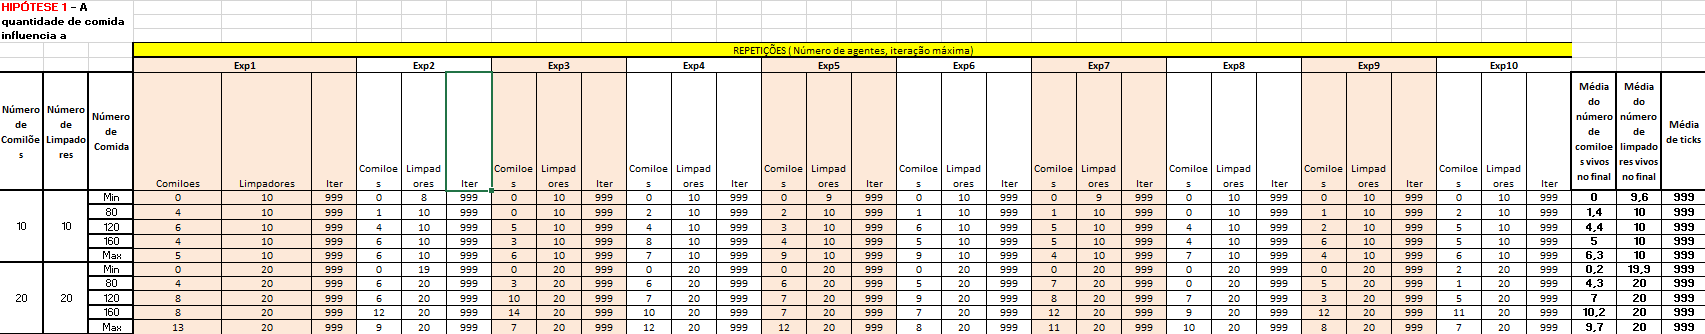 HIPÓTESE 1 - A
quantidade de comida
influencia a
REPETIÇÕES ( Número de agentes, iteração máxima)
Exp1 Exp2 Exp3 Exp4 Exp5 Exp6 Exp7 Exp8 Exp9 Exp10
Número de Comilões Número de Limpadores Número de Comida Comiloes Limpadores Iter Comiloes Limpadores Iter Comiloes Limpadores Iter Comiloes Limpadores Iter Comiloes Limpadores Iter Comiloes Limpadores Iter Comiloes Limpadores Iter Comiloes Limpadores Iter Comiloes Limpadores Iter Comiloes Limpadores Iter Média do número de comiloes vivos no final Média do número de limpadores vivos no final Média de ticks
10 10 Min 0 10 999 0 8 999 0 10 999 0 10 999 0 9 999 0 10 999 0 9 999 0 10 999 0 10 999 0 10 999 0 9,6 999
80 4 10 999 1 10 999 0 10 999 2 10 999 2 10 999 1 10 999 1 10 999 0 10 999 1 10 999 2 10 999 1,4 10 999
120 6 10 999 4 10 999 5 10 999 4 10 999 3 10 999 6 10 999 5 10 999 4 10 999 2 10 999 5 10 999 4,4 10 999
160 4 10 999 6 10 999 3 10 999 8 10 999 4 10 999 5 10 999 5 10 999 4 10 999 6 10 999 5 10 999 5 10 999
Max 5 10 999 6 10 999 6 10 999 7 10 999 9 10 999 9 10 999 4 10 999 7 10 999 4 10 999 6 10 999 6,3 10 999
20 20 Min 0 20 999 0 19 999 0 20 999 0 20 999 0 20 999 0 20 999 0 20 999 0 20 999 0 20 999 2 20 999 0,2 19,9 999
80 4 20 999 6 20 999 3 20 999 6 20 999 6 20 999 5 20 999 7 20 999 0 20 999 5 20 999 1 20 999 4,3 20 999
120 8 20 999 6 20 999 10 20 999 7 20 999 7 20 999 9 20 999 8 20 999 7 20 999 3 20 999 5 20 999 7 20 999
160 8 20 999 12 20 999 14 20 999 10 20 999 7 20 999 7 20 999 12 20 999 9 20 999 12 20 999 11 20 999 10,2 20 999
Max 13 20 999 9 20 999 7 20 999 12 20 999 12 20 999 8 20 999 11 20 999 10 20 999 8 20 999 7 20 999 9,7 20 999